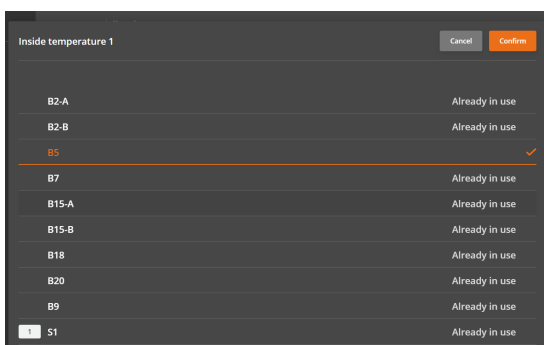 Inside temperature 1 Cancel Confirm
B2-A Already in use
B2-B Already in use
B5
B7 Already in use
B15-A Already in use
B15-B Already in use
B18 Already in use
B20 Already in use
B9 Already in use
1 S1 Already in use